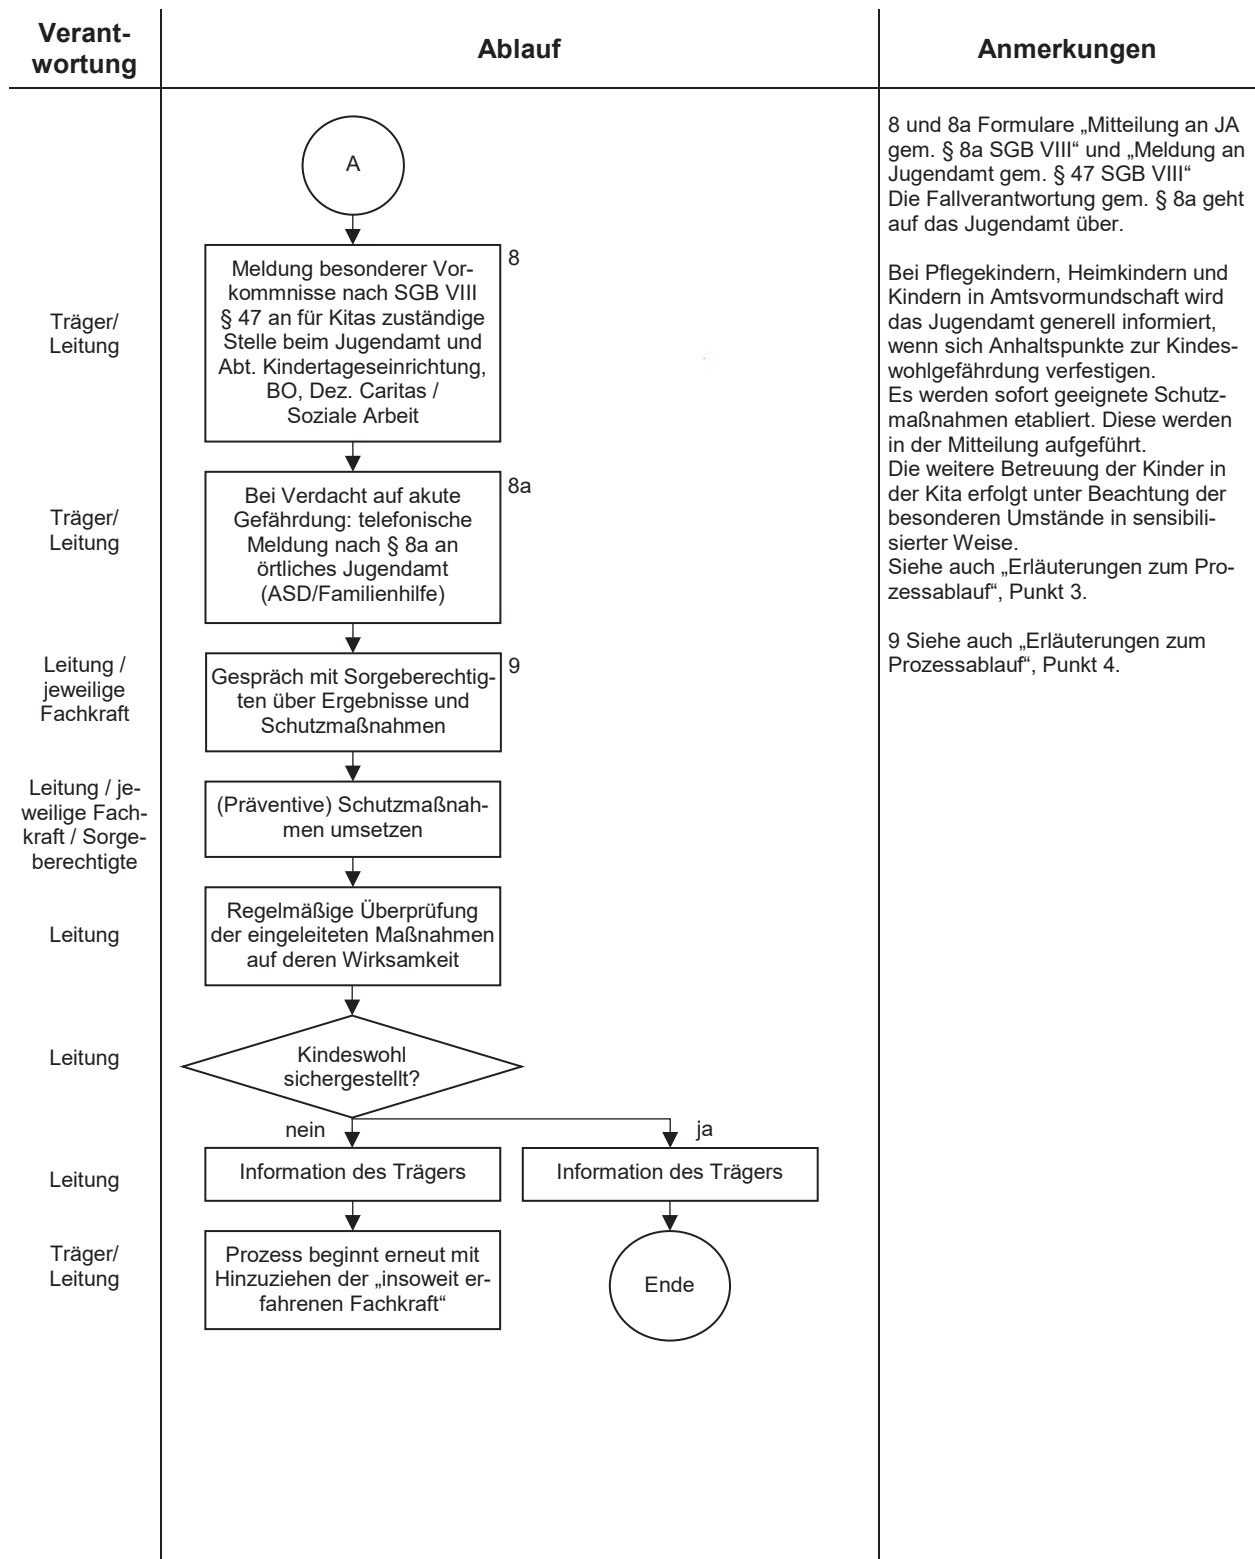 Verant-
wortung
Ablauf
Anmerkungen
A
8
Meldung besonderer Vor-
kommnisse nach SGB VIII
§ 47 an für Kitas zuständige
Stelle beim Jugendamt und
Abt. Kindertageseinrichtung,
BO, Dez. Caritas /
Soziale Arbeit
Träger/
Leitung
8a
Bei Verdacht auf akute
Gefährdung: telefonische
Meldung nach § 8a an
örtliches Jugendamt
(ASD/Familienhilfe)
Träger/
Leitung
9
Gespräch mit Sorgeberechtig-
ten über Ergebnisse und
Schutzmaßnahmen
Leitung /
jeweilige
Fachkraft
(Präventive) Schutzmaßnah-
men umsetzen
Leitung / je-
weilige Fach-
kraft / Sorge-
berechtigte
Regelmäßige Überprüfung
der eingeleiteten Maßnahmen
auf deren Wirksamkeit
Leitung
Kindeswohl
sichergestellt?
Leitung
nein
ja
Information des Trägers
Information des Trägers
Leitung
Prozess beginnt erneut mit
Hinzuziehen der „insoweit er-
fahrenen Fachkraft“
Ende
Träger/
Leitung
8 und 8a Formulare „Mitteilung an JA
gem. § 8a SGB VIII“ und „Meldung an
Jugendamt gem. § 47 SGB VIII“
Die Fallverantwortung gem. § 8a geht
auf das Jugendamt über.
Bei Pflegekindern, Heimkindern und
Kindern in Amtsvormundschaft wird
das Jugendamt generell informiert,
wenn sich Anhaltspunkte zur Kindes-
wohlgefährdung verfestigen.
Es werden sofort geeignete Schutz-
maßnahmen etabliert. Diese werden
in der Mitteilung aufgeführt.
Die weitere Betreuung der Kinder in
der Kita erfolgt unter Beachtung der
besonderen Umstände in sensibili-
sierter Weise.
Siehe auch „Erläuterungen zum Pro-
zessablauf“, Punkt 3.
9 Siehe auch „Erläuterungen zum
Prozessablauf“, Punkt 4.